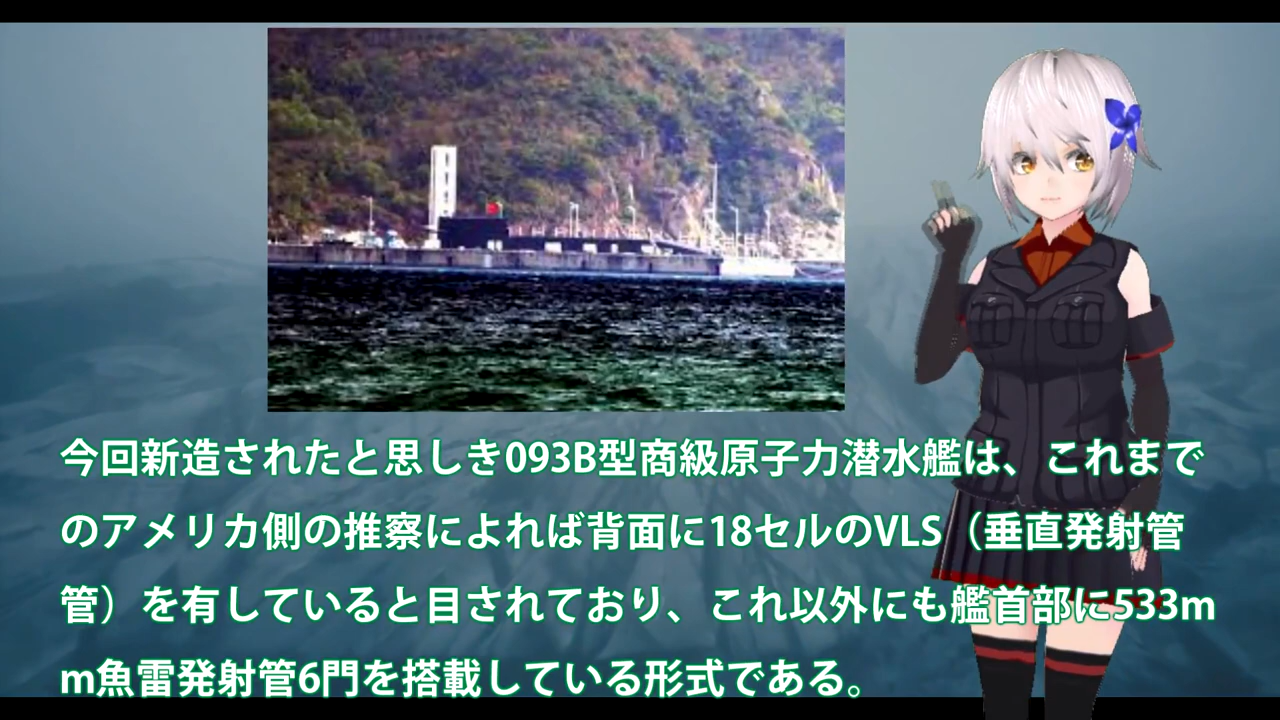 今回新造されたと思しき093B型商級原子力潜水艦は、これまで
のアメリカ側の推察によれば背面に18セルのVLS（垂直発射管
管）を有していると目されており、これ以外にも艦首部に533m
m魚雷発射管6門を搭載している形式である。